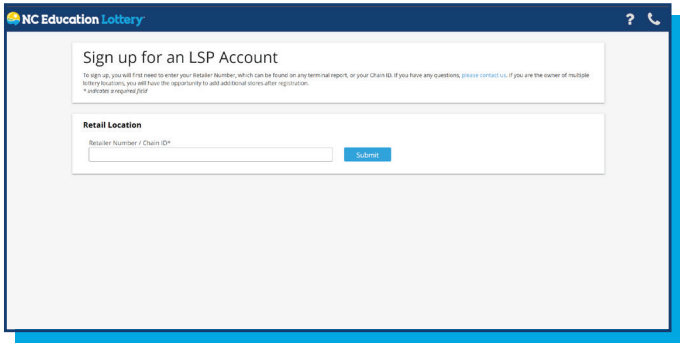 NC Education Lottery
?
Sign up for an LSP Account
To sign up, you will first need to enter your Retailer Number, which can be found on any terminal report, or your Chain ID. If you have any questions, please contact us. If you are the owner of multiple
lottery locations, you will have the opportunity to add additional stores after registration.
* indicates a required field
Retail Location
Retailer Number / Chain ID*
Submit